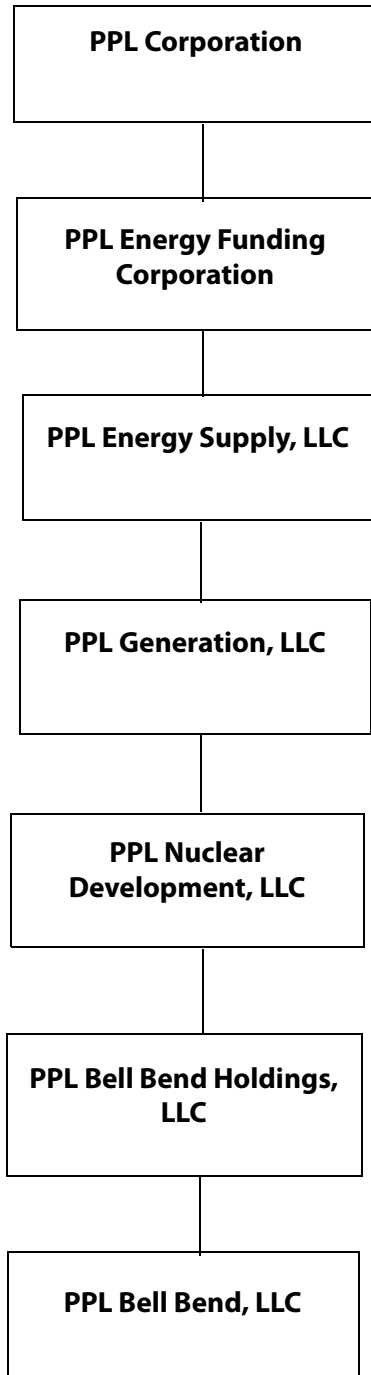 PPL Corporation
PPL Energy Funding
Corporation
PPL Energy Supply, LLC
PPL Generation, LLC
PPL Nuclear
Development, LLC
PPL Bell Bend Holdings,
LLC
PPL Bell Bend, LLC